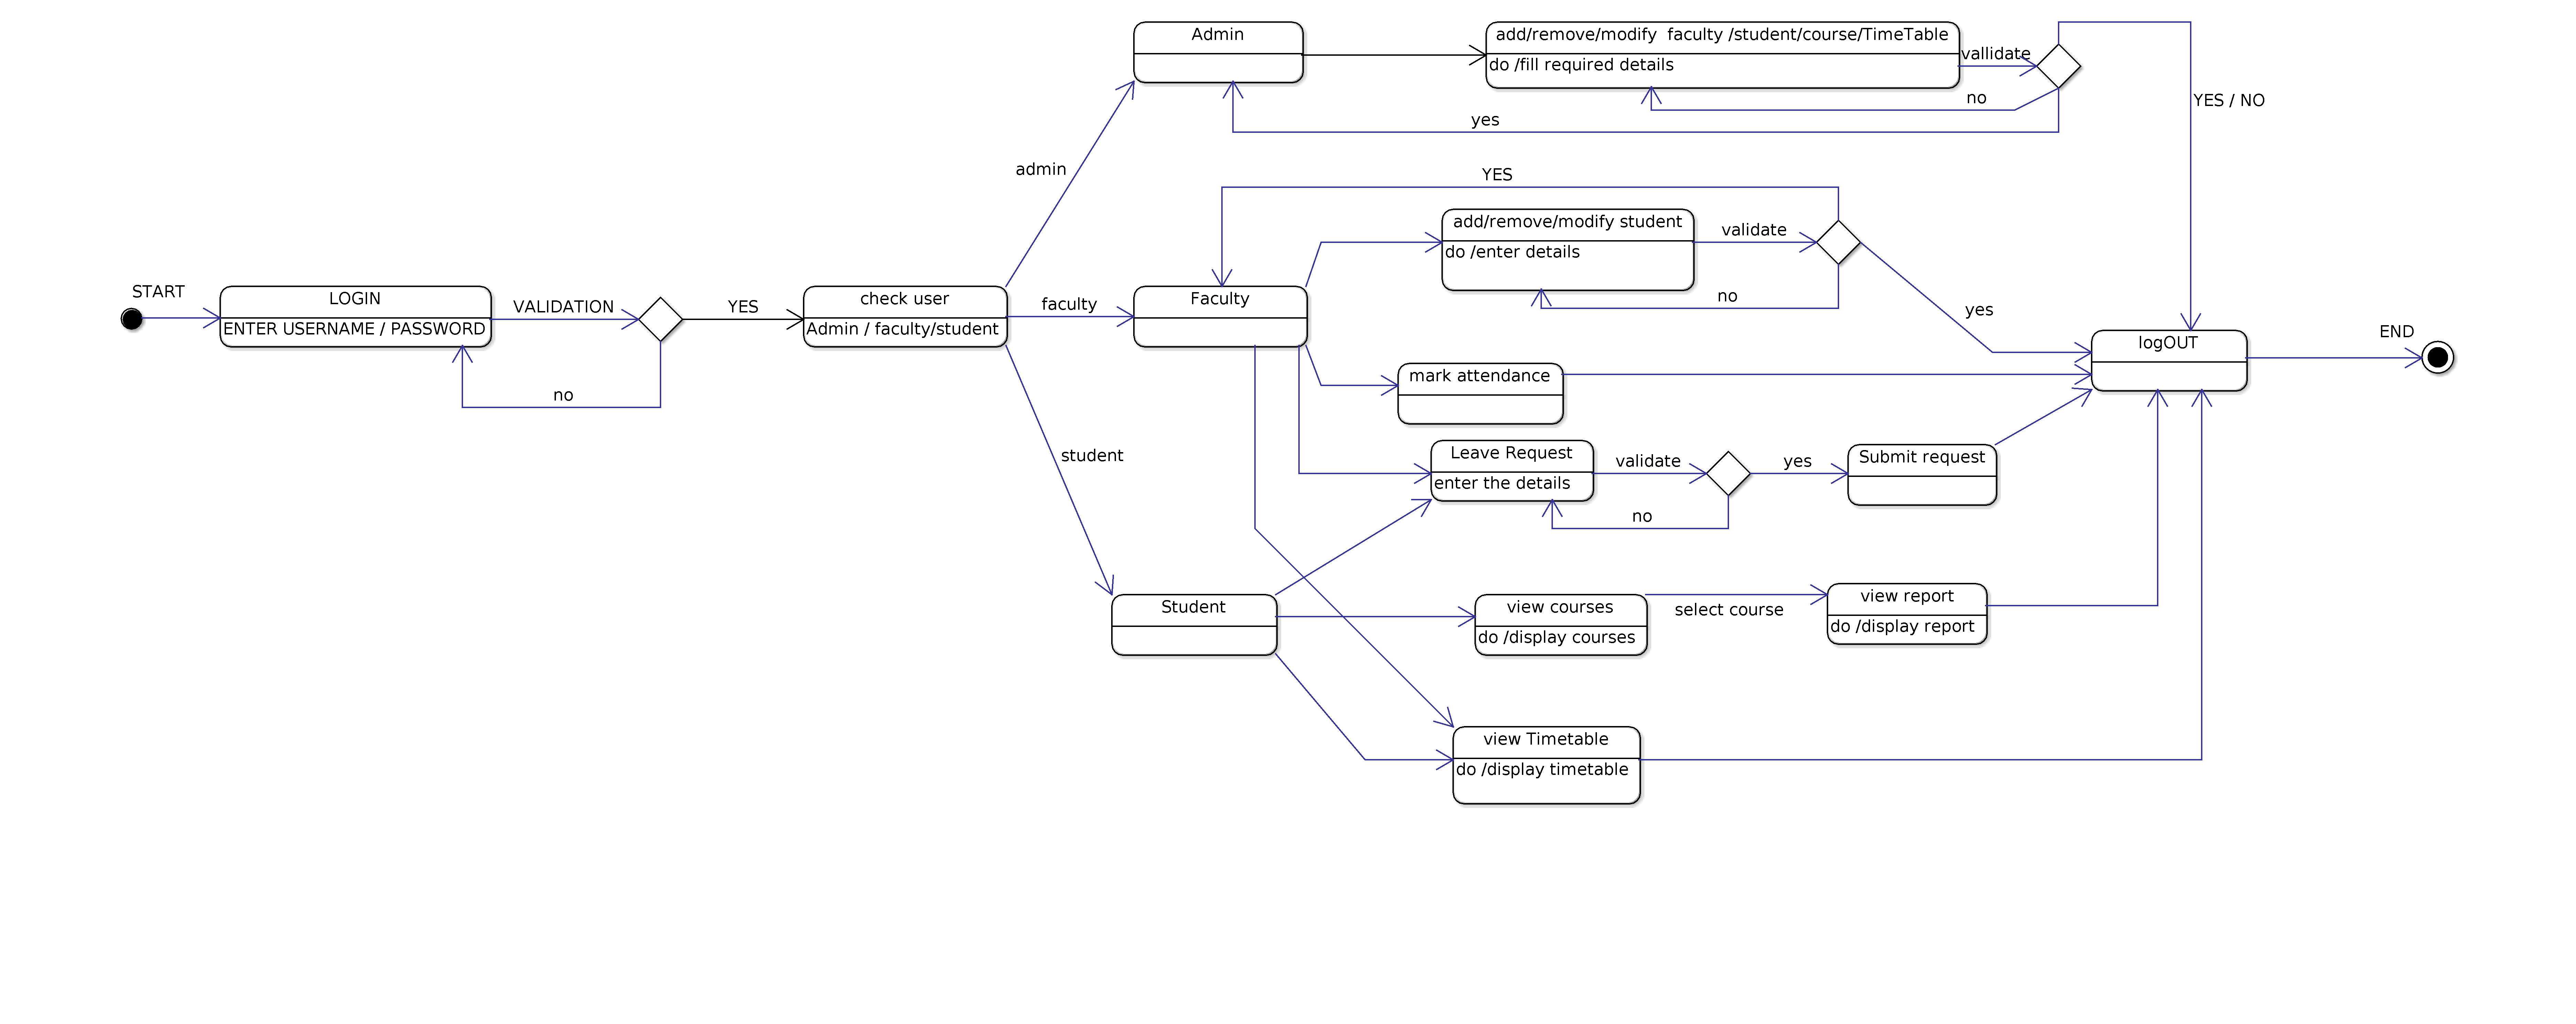 Admin
add/remove/modify  faculty /student/course/TimeTable
do /fill required details
vallidate
no
yes
YES / NO
admin
YES
add/remove/modify student
do /enter details
validate
no
yes
START
LOGIN
ENTER USERNAME / PASSWORD
VALIDATION
YES
no
check user
Admin / faculty/student
faculty
Faculty
logOUT
END
mark attendance
student
Leave Request
enter the details
validate
yes
no
Submit request
Student
view courses
do /display courses
select course
view report
do /display report
view Timetable
do /display timetable